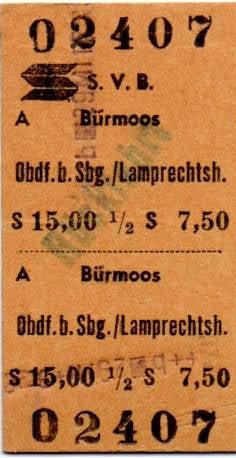 02407
S. V. B.
A Bürmoos
Obdf. b. Sbg./Lamprechtsh.
S 15,00 1/2 S 7,50
A Bürmoos
Obdf. b. Sbg./Lamprechtsh.
S 15,00 1/2 S 7,50
02407